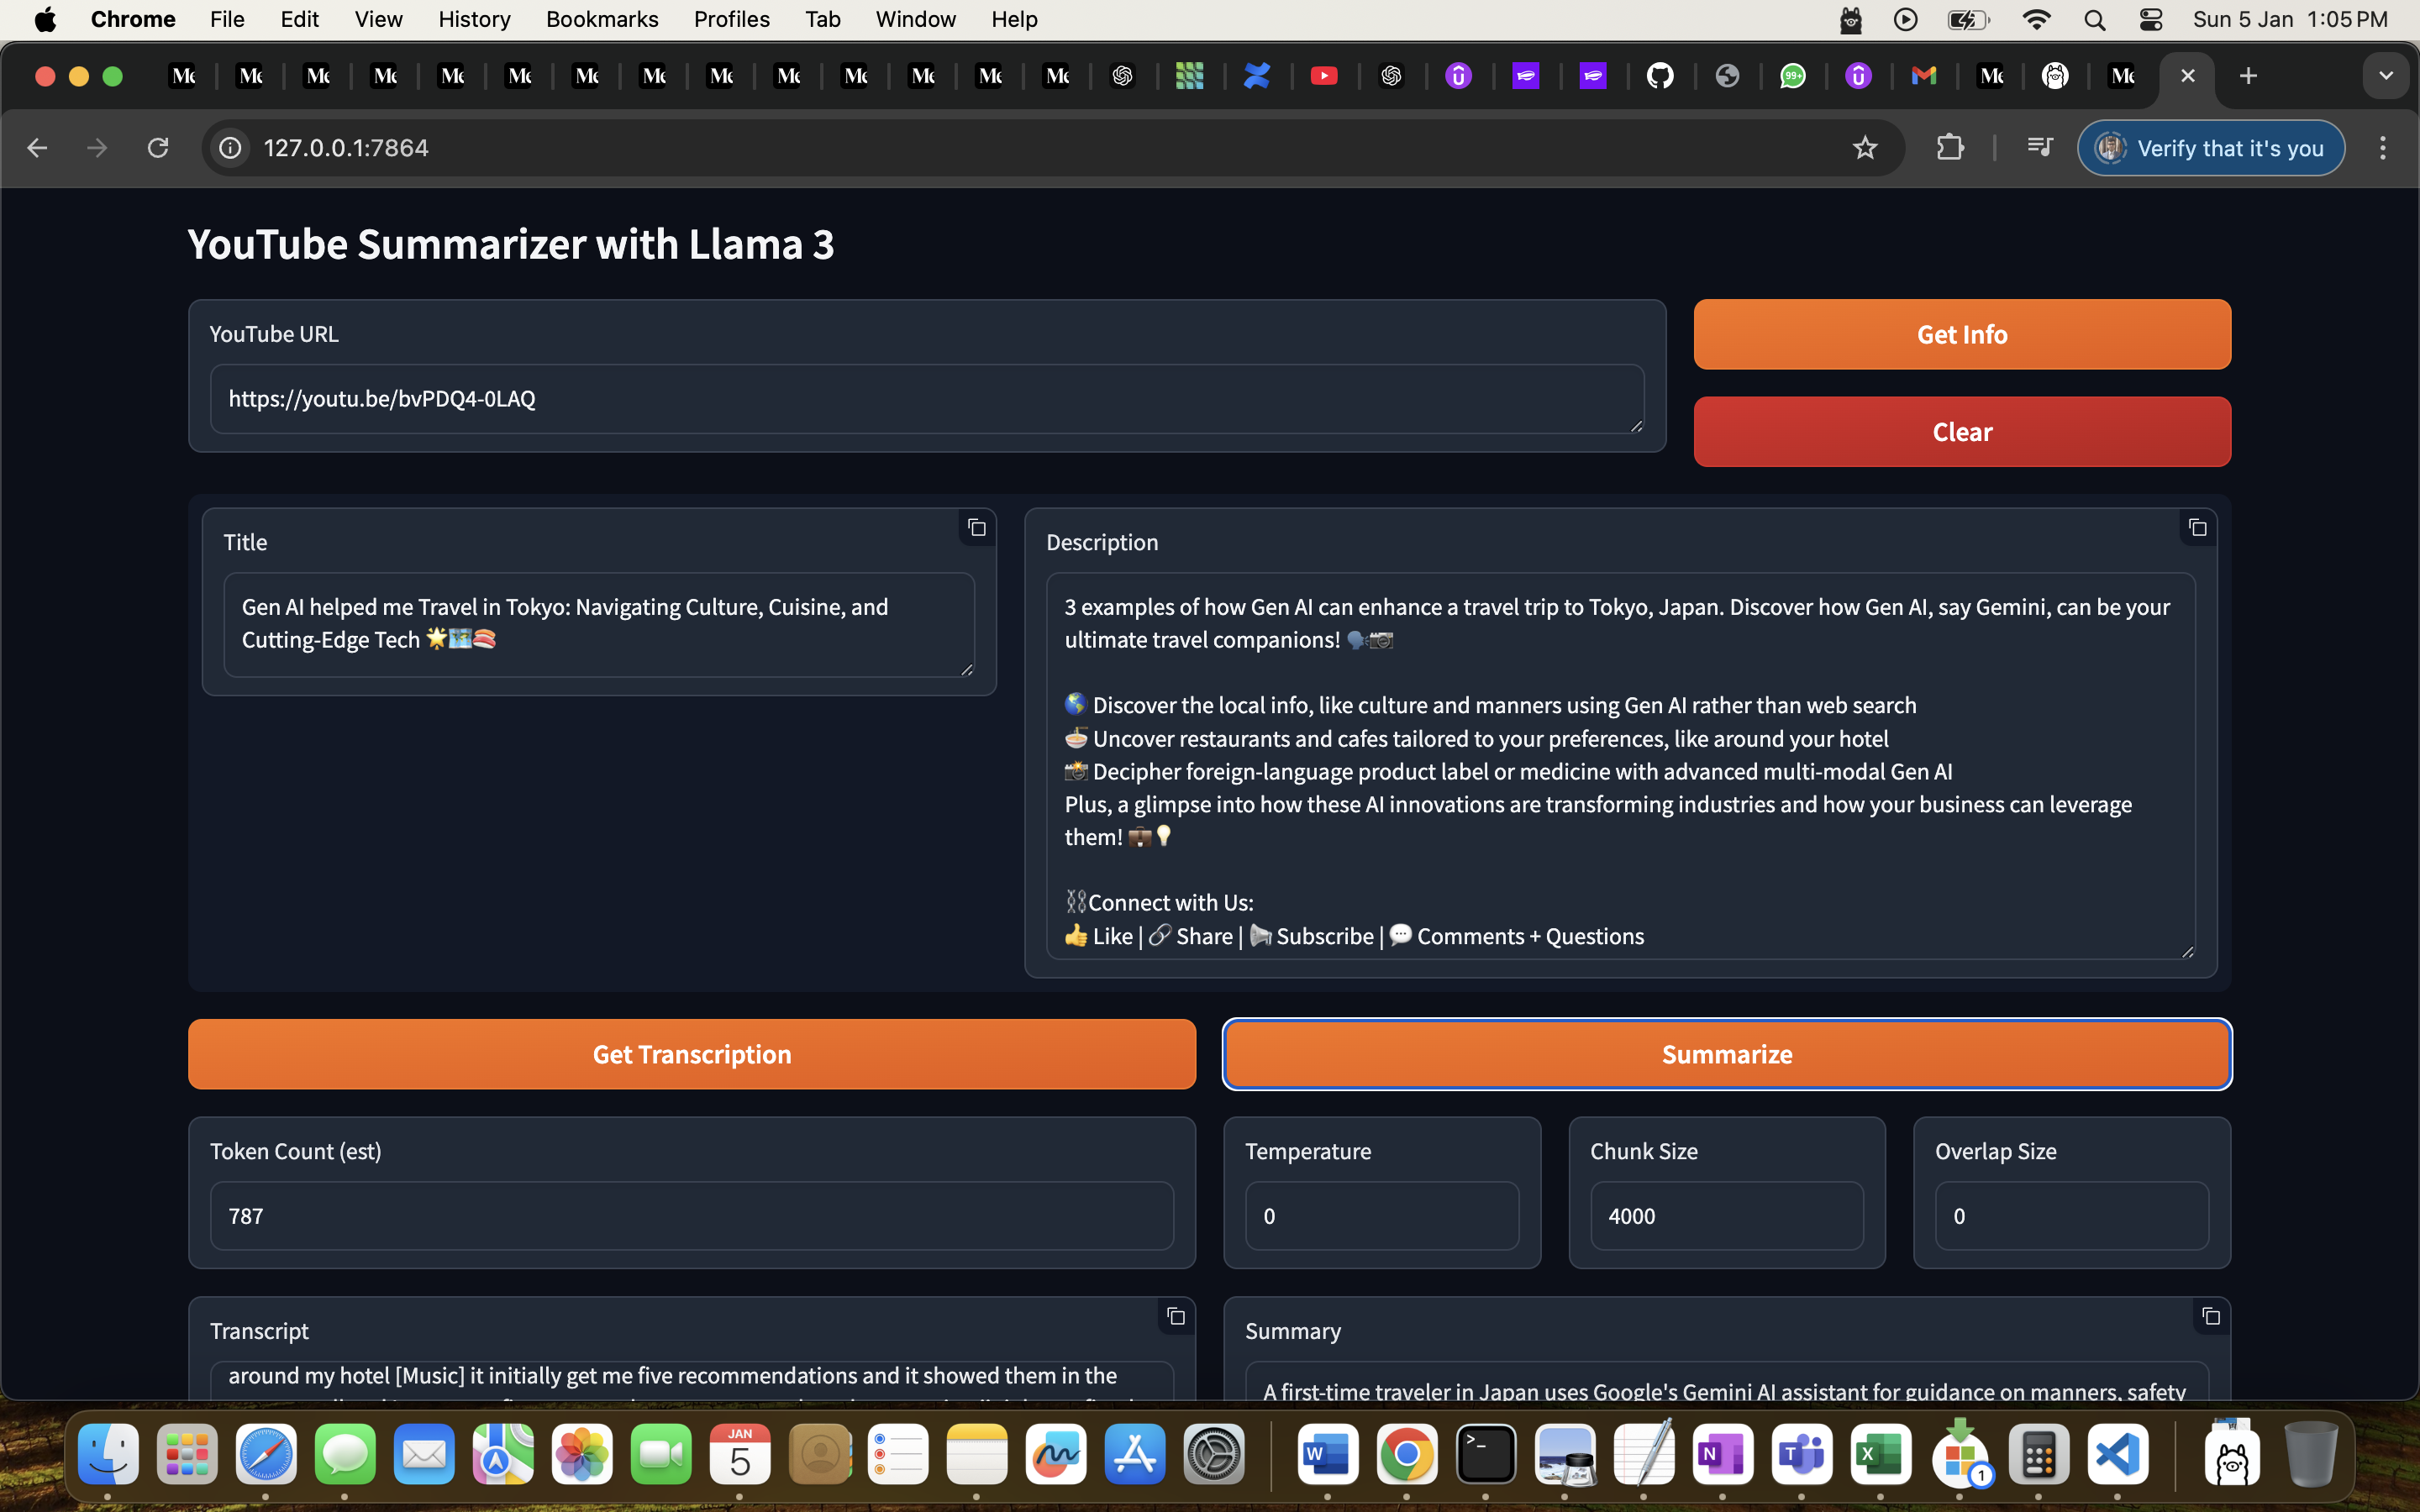 Chrome File Edit View History Bookmarks Profiles Tab Window Help Sun 5 Jan 1:05 PM
99+
127.0.0.1:7864 Verify that it's you
YouTube Summarizer with Llama 3
YouTube URL
https://youtu.be/bvPDQ4-0LAQ
Get Info
Clear
Title
Gen AI helped me Travel in Tokyo: Navigating Culture, Cuisine, and
Cutting-Edge Tech 🌟🗺️🍣
Description
3 examples of how Gen AI can enhance a travel trip to Tokyo, Japan. Discover how Gen AI, say Gemini, can be your
ultimate travel companions! 🗣️📷
🌎 Discover the local info, like culture and manners using Gen AI rather than web search
🍜 Uncover restaurants and cafes tailored to your preferences, like around your hotel
📸 Decipher foreign-language product label or medicine with advanced multi-modal Gen AI
Plus, a glimpse into how these AI innovations are transforming industries and how your business can leverage
them! 💼💡
⛓️Connect with Us:
👍 Like | 🔗 Share | 📢 Subscribe | 💬 Comments + Questions
Get Transcription
Summarize
Token Count (est)
787
Temperature
0
Chunk Size
4000
Overlap Size
0
Transcript
around my hotel [Music] it initially get me five recommendations and it showed them in the
Summary
A first-time traveler in Japan uses Google's Gemini AI assistant for guidance on manners, safety
JAN
5
W
>_
N
T
X
1